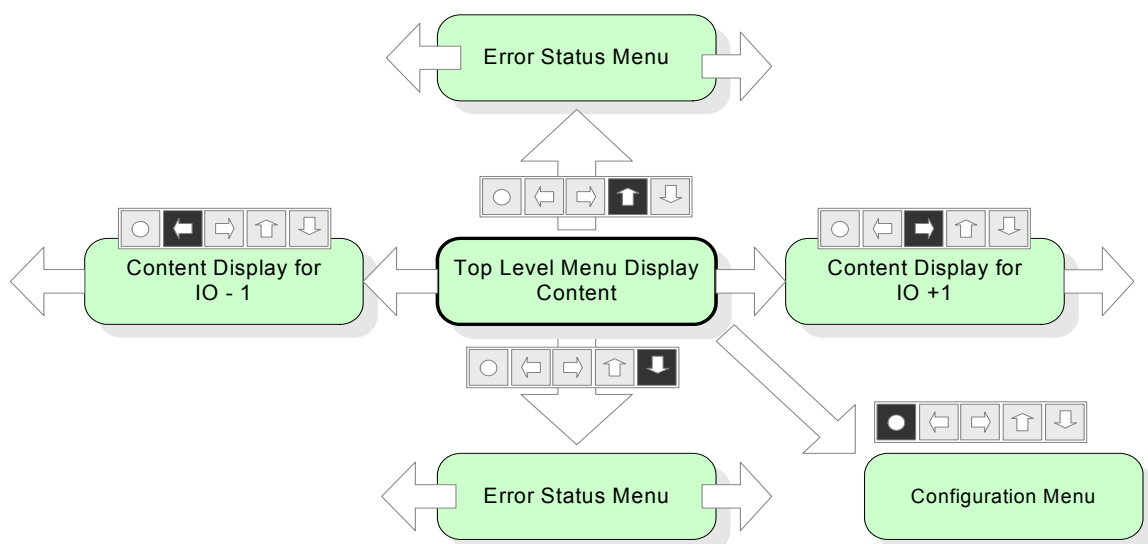 Error Status Menu
Content Display for
IO - 1
Top Level Menu Display
Content
Content Display for
IO +1
Error Status Menu
Configuration Menu